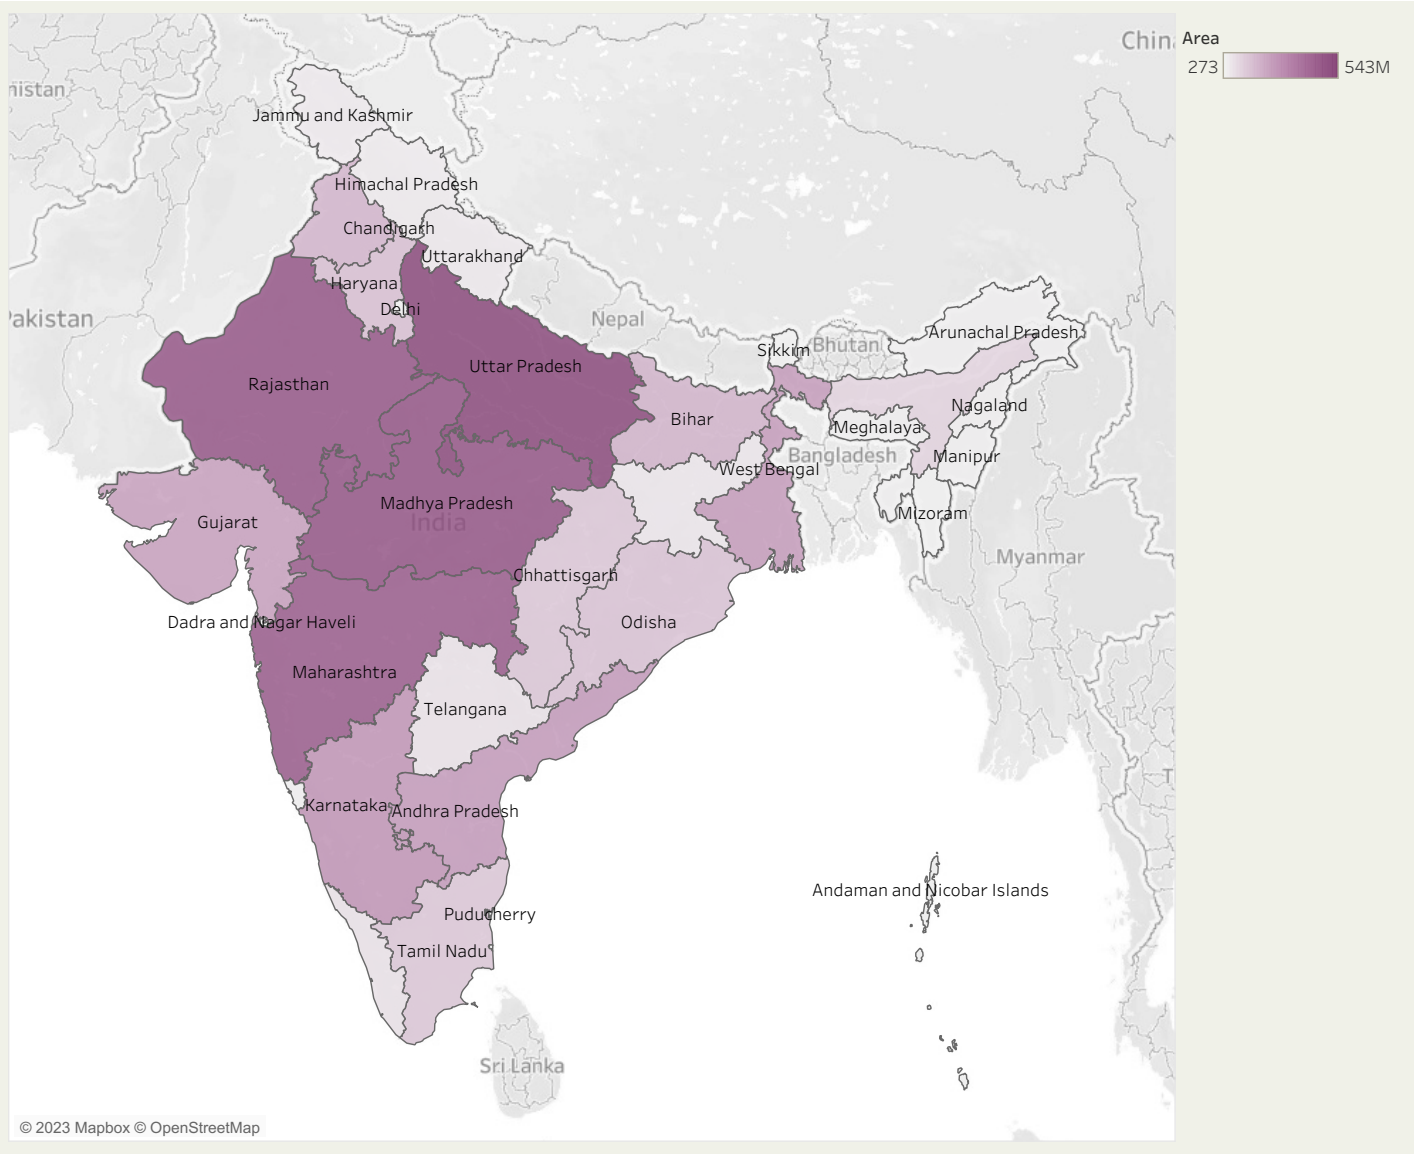 China
Area
273
543M
nistan
Jammu and Kashmir
Himachal Pradesh
Chandigarh
Uttarakhand
Haryana
Delhi
Pakistan
Nepal
Arunachal Pradesh
Sikkim
Bhutan
Uttar Pradesh
Rajasthan
Nagaland
Bihar
Meghalaya
Bangladesh
Manipur
West Bengal
Madhya Pradesh
India
Gujarat
Mizoram
Myanmar
Chhattisgarh
Dadra and Nagar Haveli
Odisha
Maharashtra
Telangana
T
Karnataka
Andhra Pradesh
Andaman and Nicobar Islands
Puducherry
Tamil Nadu
Sri Lanka
© 2023 Mapbox © OpenStreetMap